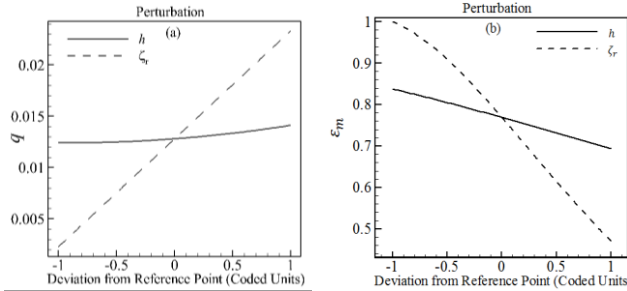 Perturbation
(a)
h
ζr
0.02
0.015
0.01
0.005
q
-1
-0.5
0
0.5
1
Deviation from Reference Point (Coded Units)
Perturbation
(b)
h
ζr
1
0.9
0.8
0.7
0.6
0.5
εm
-1
-0.5
0
0.5
1
Deviation from Reference Point (Coded Units